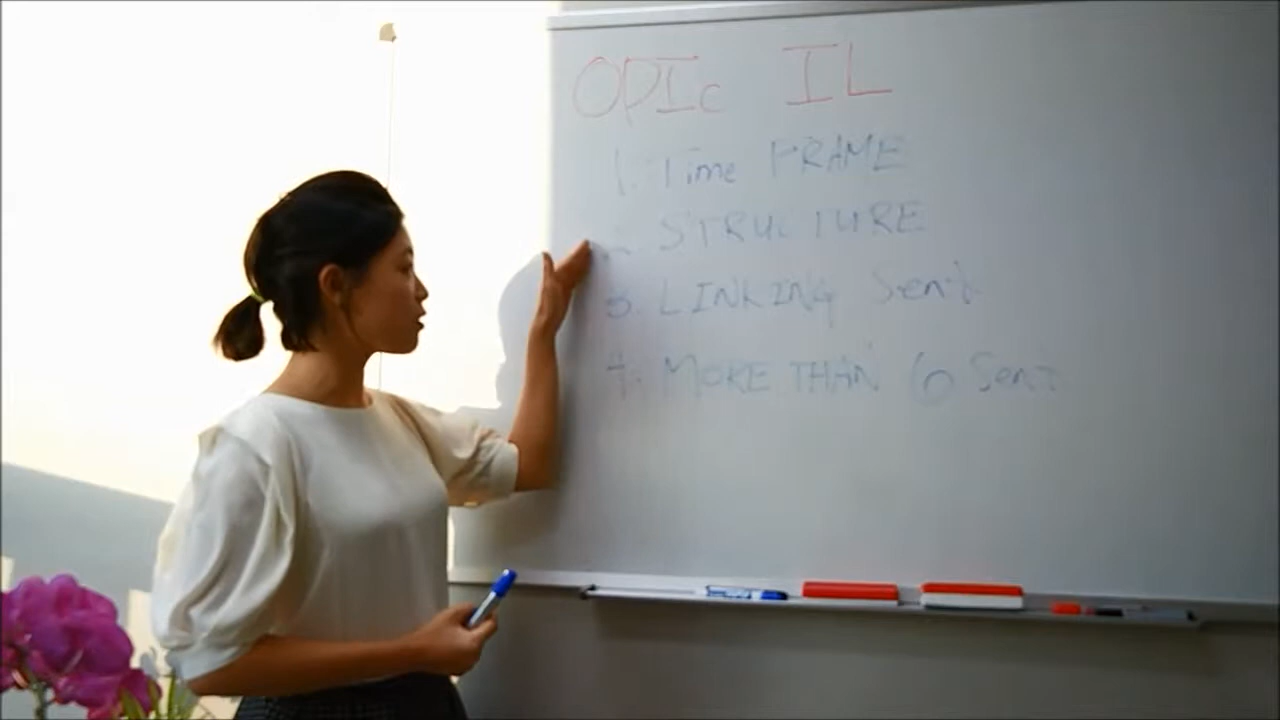 OPIc IL
1. Time FRAME
STRUCTURE
3. LINKING Sent
4. MORE THAN 6 Sent